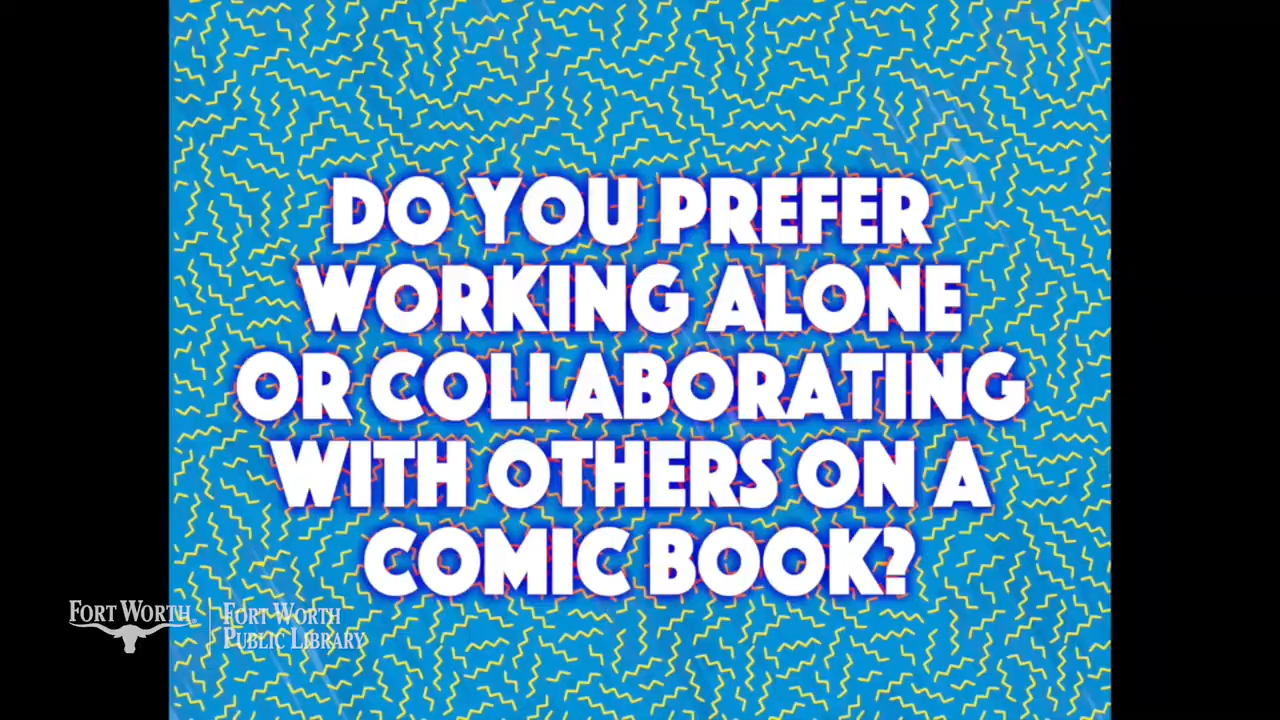 DO YOU PREFER
WORKING ALONE
OR COLLABORATING
WITH OTHERS ON A
COMIC BOOK?
FORT WORTH®
FORT WORTH
PUBLIC LIBRARY